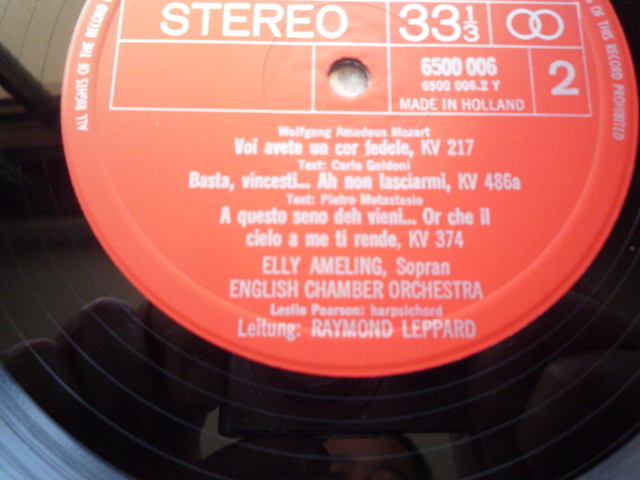 STEREO
33 1/3
6500 006
6500 006.2 Y
MADE IN HOLLAND
2
ALL RIGHTS OF THE RECORD
OF THIS RECORD PROHIBITED
Wolfgang Amadeus Mozart
Voi avete un cor fedele, KV 217
Text: Carlo Goldoni
Basta, vincesti... Ah non lasciarmi, KV 486a
Text: Pietro Metastasio
A questo seno deh vieni... Or che il
cielo a me ti rende, KV 374
ELLY AMELING, Sopran
ENGLISH CHAMBER ORCHESTRA
Leslie Pearson: harpsichord
Leitung: RAYMOND LEPPARD